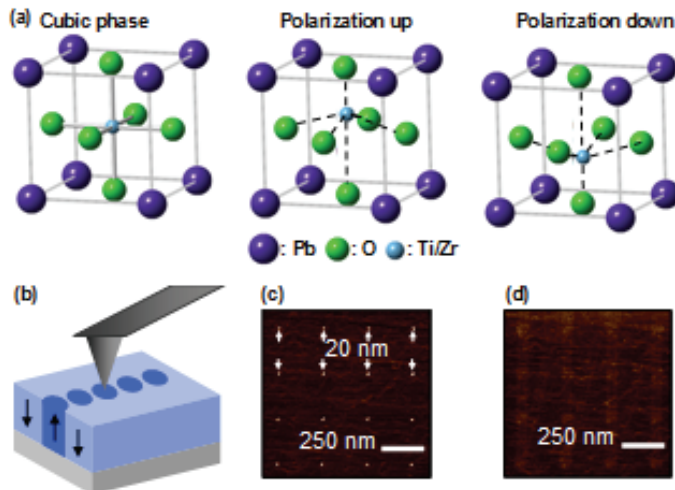 (a) Cubic phase Polarization up Polarization down
: Pb : O : Ti/Zr
(b) (c) (d)
20 nm
250 nm 250 nm